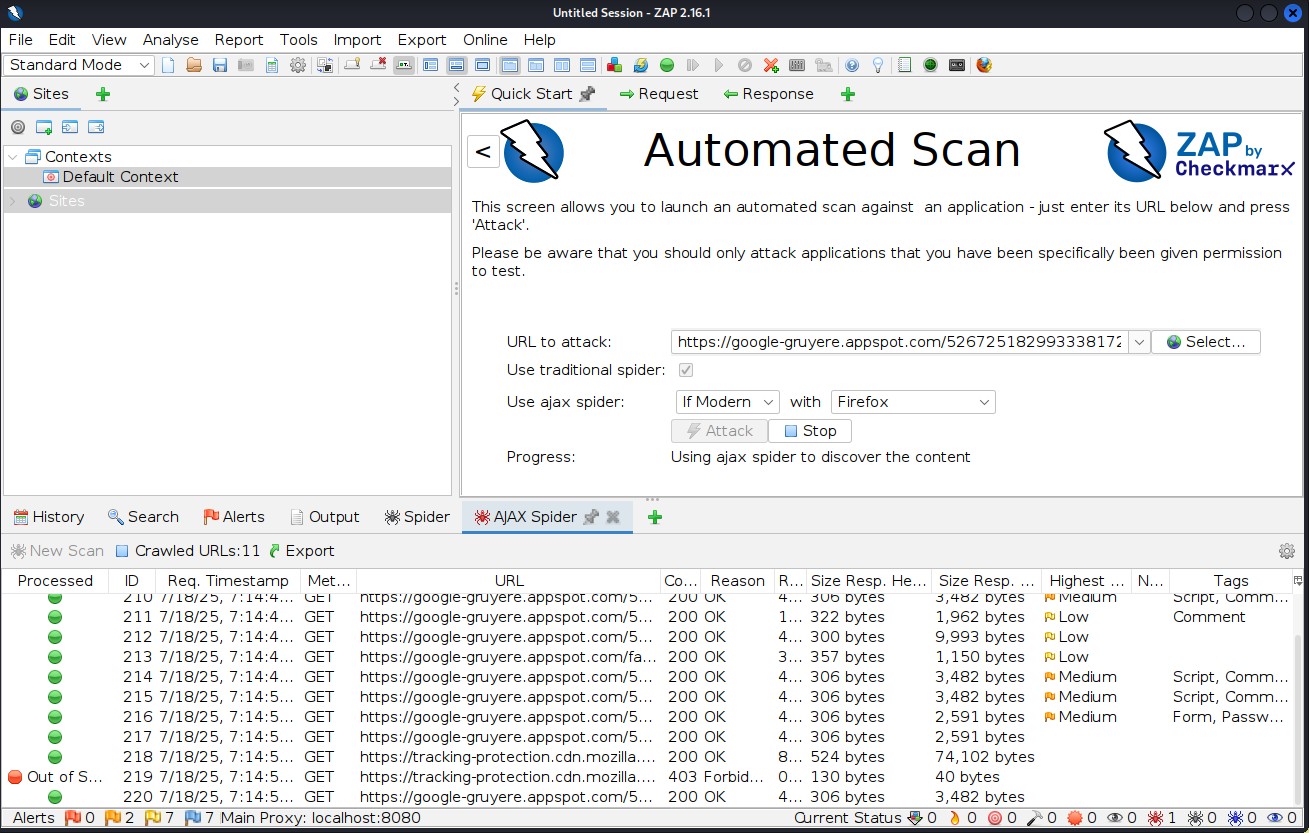 Untitled Session - ZAP 2.16.1
File Edit View Analyse Report Tools Import Export Online Help
Standard Mode
Sites
Quick Start Request Response
< Automated Scan ZAP by Checkmarx
Contexts
Default Context
Sites
This screen allows you to launch an automated scan against an application - just enter its URL below and press
'Attack'.
Please be aware that you should only attack applications that you have been specifically been given permission
to test.
URL to attack: https://google-gruyere.appspot.com/526725182993338172 Select...
Use traditional spider:
Use ajax spider: If Modern with Firefox
Attack Stop
Progress: Using ajax spider to discover the content
History Search Alerts Output Spider AJAX Spider
New Scan Crawled URLs:11 Export
Processed ID Req. Timestamp Met... URL Co... Reason R... Size Resp. He... Size Resp. ... Highest ... N... Tags
210 7/18/25, 7:14:4... GET https://google-gruyere.appspot.com/5... 200 OK 4... 306 bytes 3,482 bytes Medium Script, Comm...
211 7/18/25, 7:14:4... GET https://google-gruyere.appspot.com/5... 200 OK 1... 322 bytes 1,962 bytes Low Comment
212 7/18/25, 7:14:4... GET https://google-gruyere.appspot.com/5... 200 OK 4... 300 bytes 9,993 bytes Low
213 7/18/25, 7:14:4... GET https://google-gruyere.appspot.com/fa... 200 OK 3... 357 bytes 1,150 bytes Low
214 7/18/25, 7:14:4... GET https://google-gruyere.appspot.com/5... 200 OK 4... 306 bytes 3,482 bytes Medium Script, Comm...
215 7/18/25, 7:14:5... GET https://google-gruyere.appspot.com/5... 200 OK 4... 306 bytes 3,482 bytes Medium Script, Comm...
216 7/18/25, 7:14:5... GET https://google-gruyere.appspot.com/5... 200 OK 4... 306 bytes 2,591 bytes Medium Form, Passw...
217 7/18/25, 7:14:5... GET https://google-gruyere.appspot.com/5... 200 OK 4... 306 bytes 2,591 bytes
218 7/18/25, 7:14:5... GET https://tracking-protection.cdn.mozilla.... 200 OK 8... 524 bytes 74,102 bytes
Out of S... 219 7/18/25, 7:14:5... GET https://tracking-protection.cdn.mozilla.... 403 Forbid... 0... 130 bytes 40 bytes
220 7/18/25, 7:14:5... GET https://google-gruyere.appspot.com/5... 200 OK 4... 306 bytes 3,482 bytes
Alerts 0 2 7 7 Main Proxy: localhost:8080 Current Status 0 0 0 0 0 0 1 0 0 0